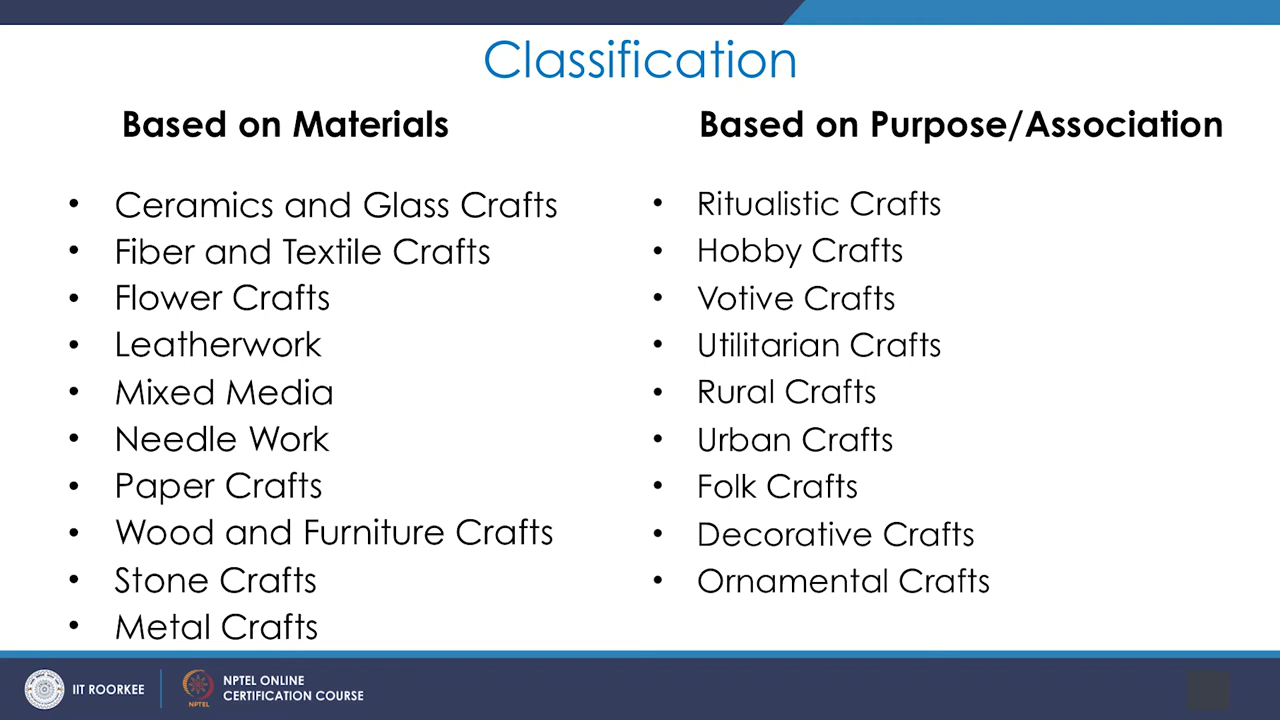 Classification
Based on Materials
Ceramics and Glass Crafts
Fiber and Textile Crafts
Flower Crafts
Leatherwork
Mixed Media
Needle Work
Paper Crafts
Wood and Furniture Crafts
Stone Crafts
Metal Crafts
Based on Purpose/Association
Ritualistic Crafts
Hobby Crafts
Votive Crafts
Utilitarian Crafts
Rural Crafts
Urban Crafts
Folk Crafts
Decorative Crafts
Ornamental Crafts
IIT ROORKEE
NPTEL
NPTEL ONLINE
CERTIFICATION COURSE